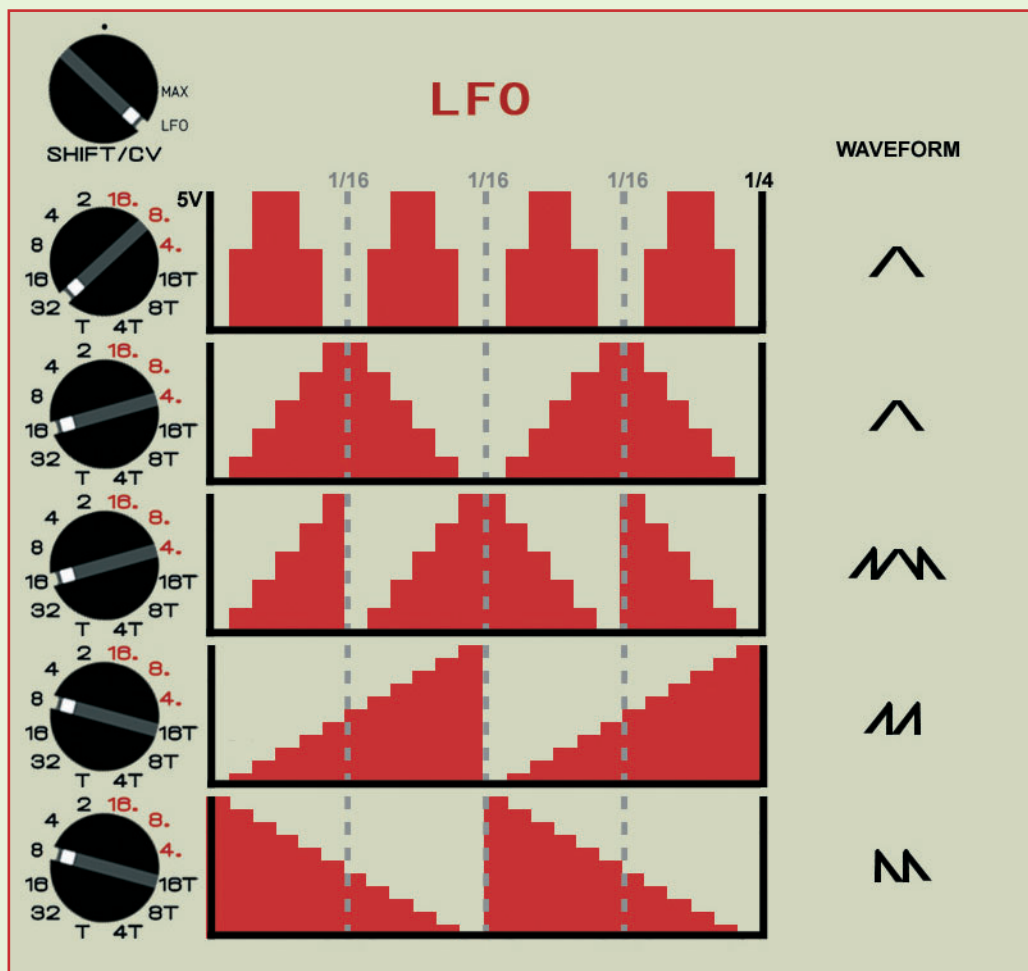 LFO
MAX
LFO
SHIFT/CV
WAVEFORM
1/16 1/16 1/16 1/4
5V
2 16.
4 8.
8 4.
16 16T
32 8T
T 4T
2 16.
4 8.
8 4.
16 16T
32 8T
T 4T
2 16.
4 8.
8 4.
16 16T
32 8T
T 4T
2 16.
4 8.
8 4.
16 16T
32 8T
T 4T
2 16.
4 8.
8 4.
16 16T
32 8T
T 4T